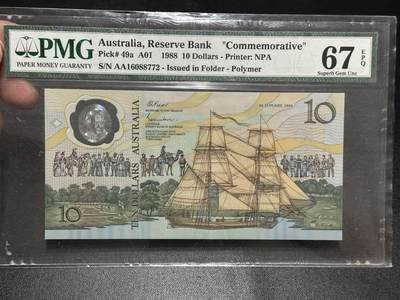 PMG
PAPER MONEY GUARANTY
Australia, Reserve Bank "Commemorative"
Pick# 49a A01 1988 10 Dollars - Printer: NPA
S/N AA16088772 - Issued in Folder - Polymer
67 EPQ
Superb Gem Unc
26 JANUARY 1988
10
TEN DOLLARS AUSTRALIA
10